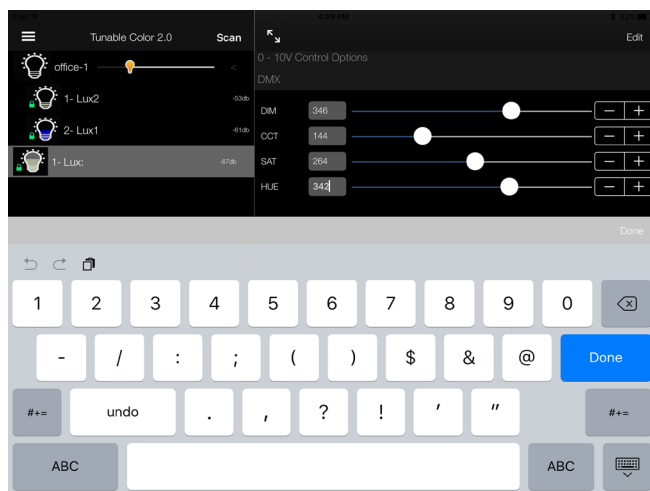 iPad
4:09 PM
Tunable Color 2.0
Scan
Edit
office-1
<
0 - 10V Control Options
DMX
1- Lux2
-53db
DIM
346
- +
2- Lux1
-61db
CCT
144
- +
1- Lux:
-67db
SAT
264
- +
HUE
342
- +
Done
1 2 3 4 5 6 7 8 9 0
- / : ; ( ) $ & @ Done
#+= undo . , ? ! ' " #+=
ABC ABC